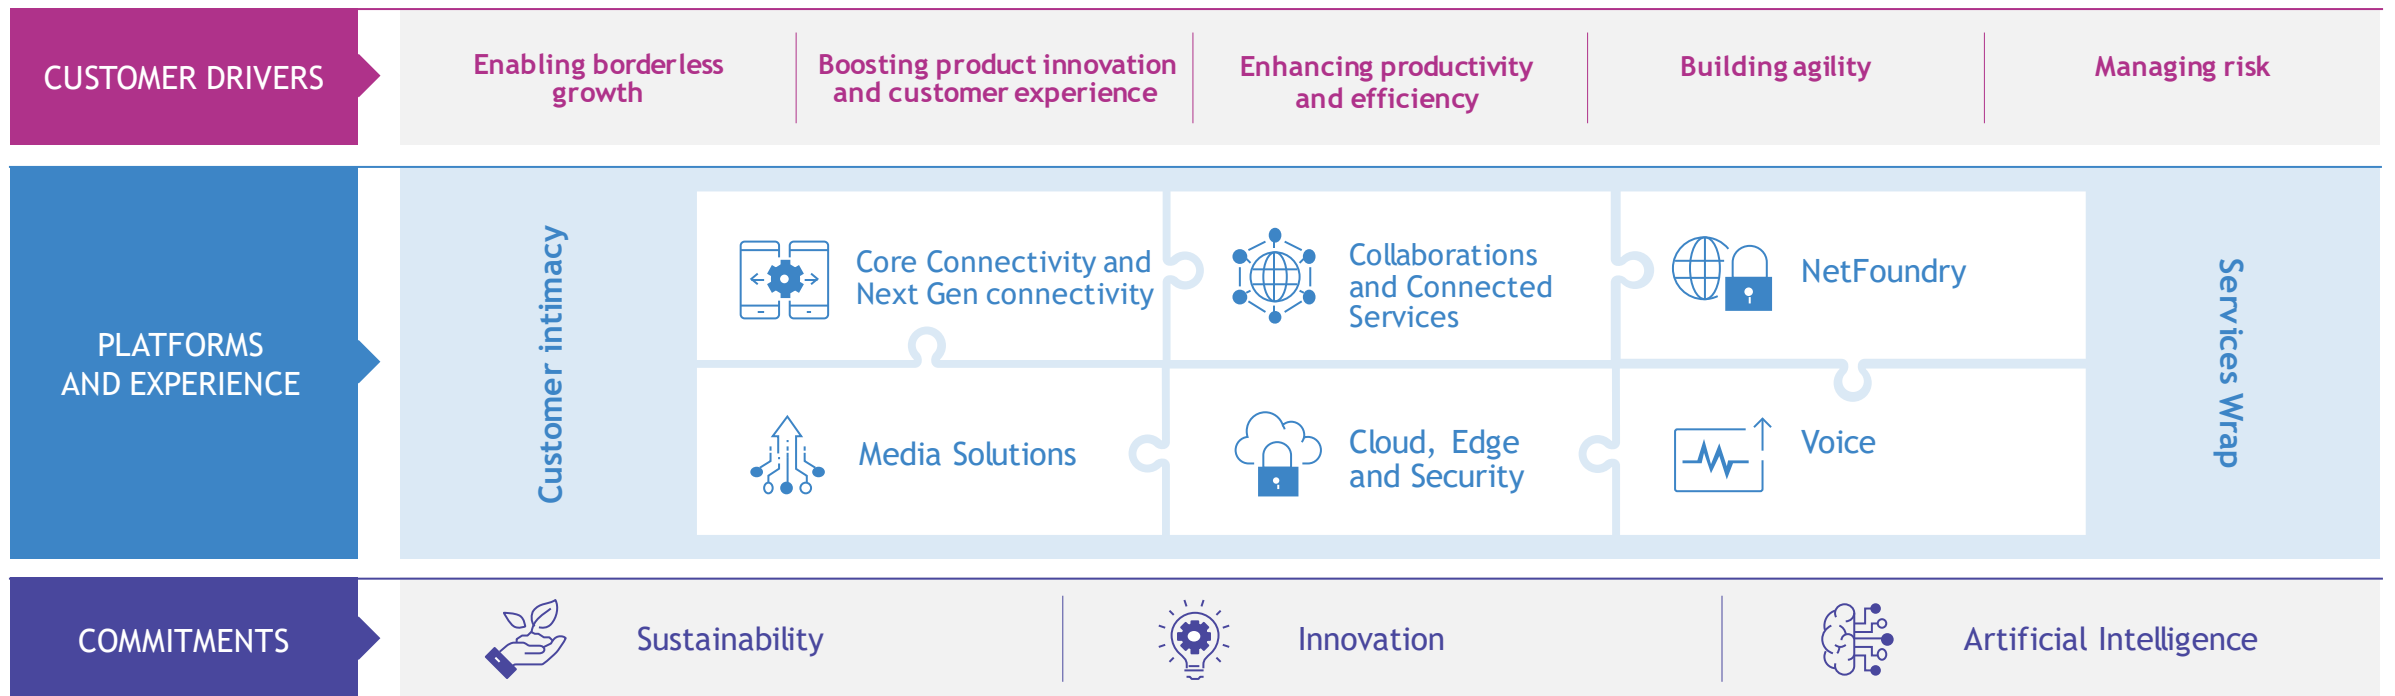 CUSTOMER DRIVERS
Enabling borderless
growth
Boosting product innovation
and customer experience
Enhancing productivity
and efficiency
Building agility
Managing risk
PLATFORMS
AND EXPERIENCE
Customer intimacy
Core Connectivity and
Next Gen connectivity
Collaborations
and Connected
Services
NetFoundry
Media Solutions
Cloud, Edge
and Security
Voice
Services Wrap
COMMITMENTS
Sustainability
Innovation
Artificial Intelligence